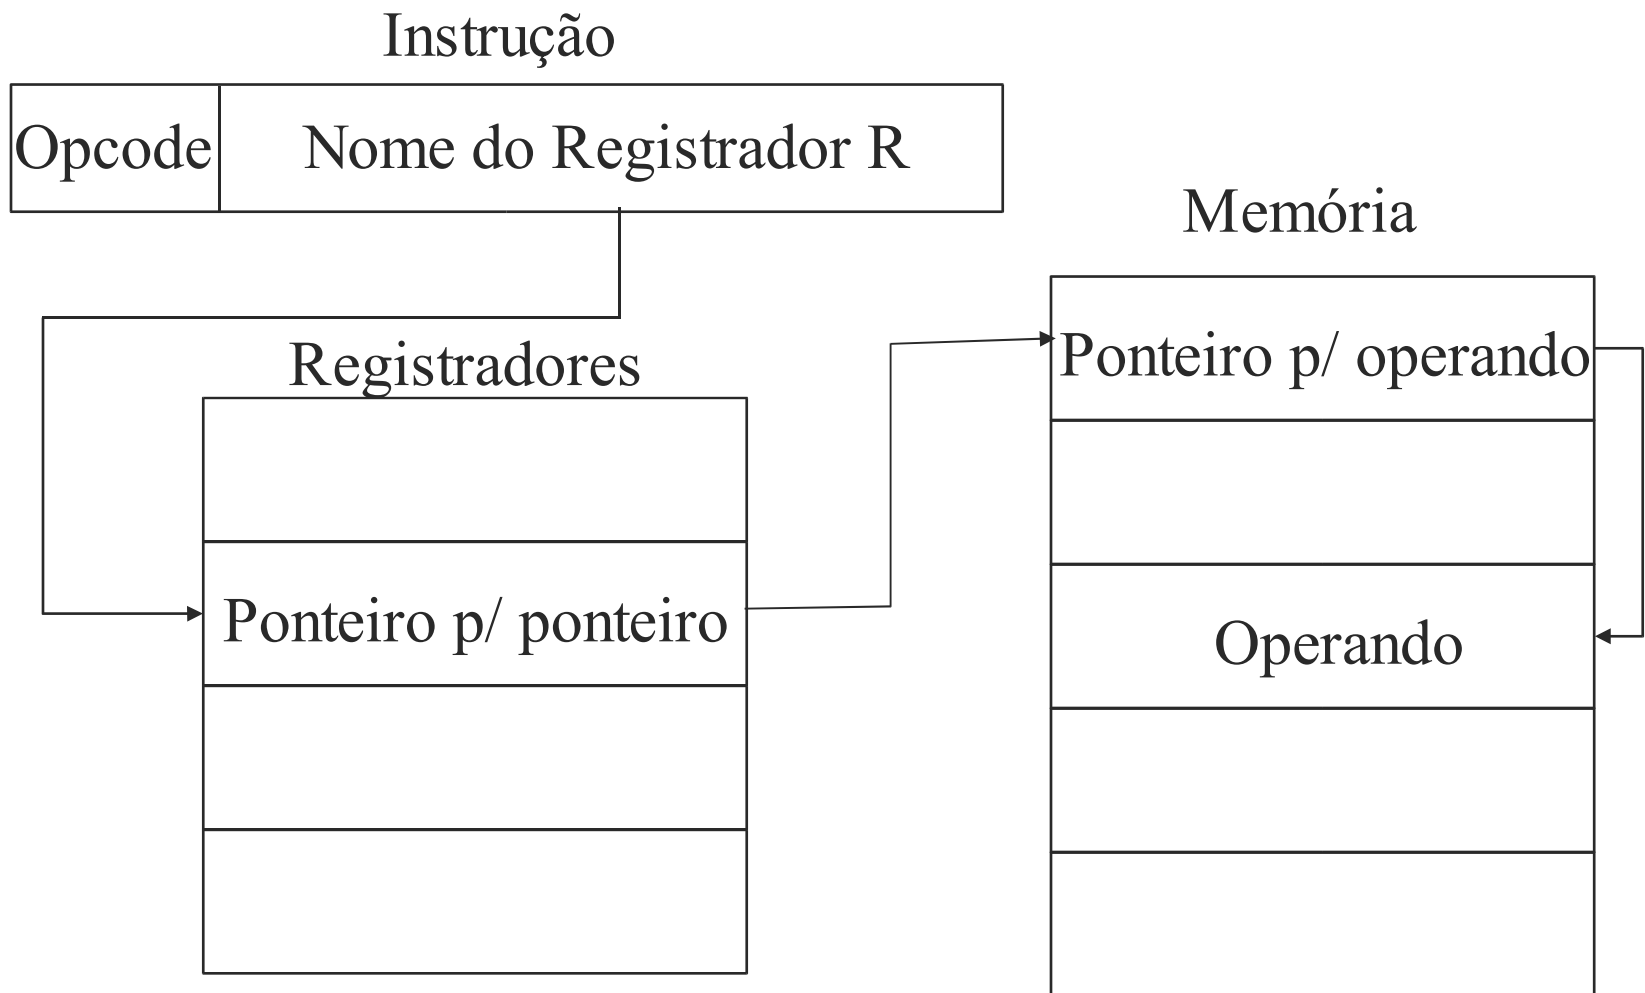 Instrução
Opcode
Nome do Registrador R
Memória
Registradores
Ponteiro p/ operando
Ponteiro p/ ponteiro
Operando